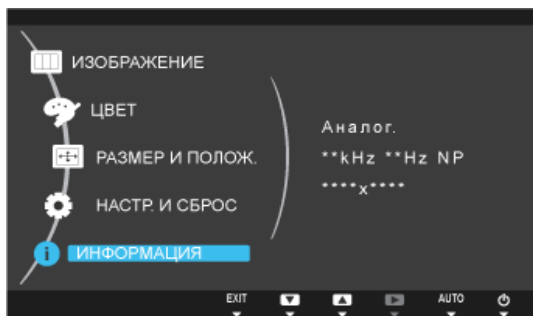 ИЗОБРАЖЕНИЕ
ЦВЕТ
РАЗМЕР И ПОЛОЖ.
НАСТР. И СБРОС
ИНФОРМАЦИЯ
Аналог.
**kHz **Hz NP
****x****
EXIT
AUTO